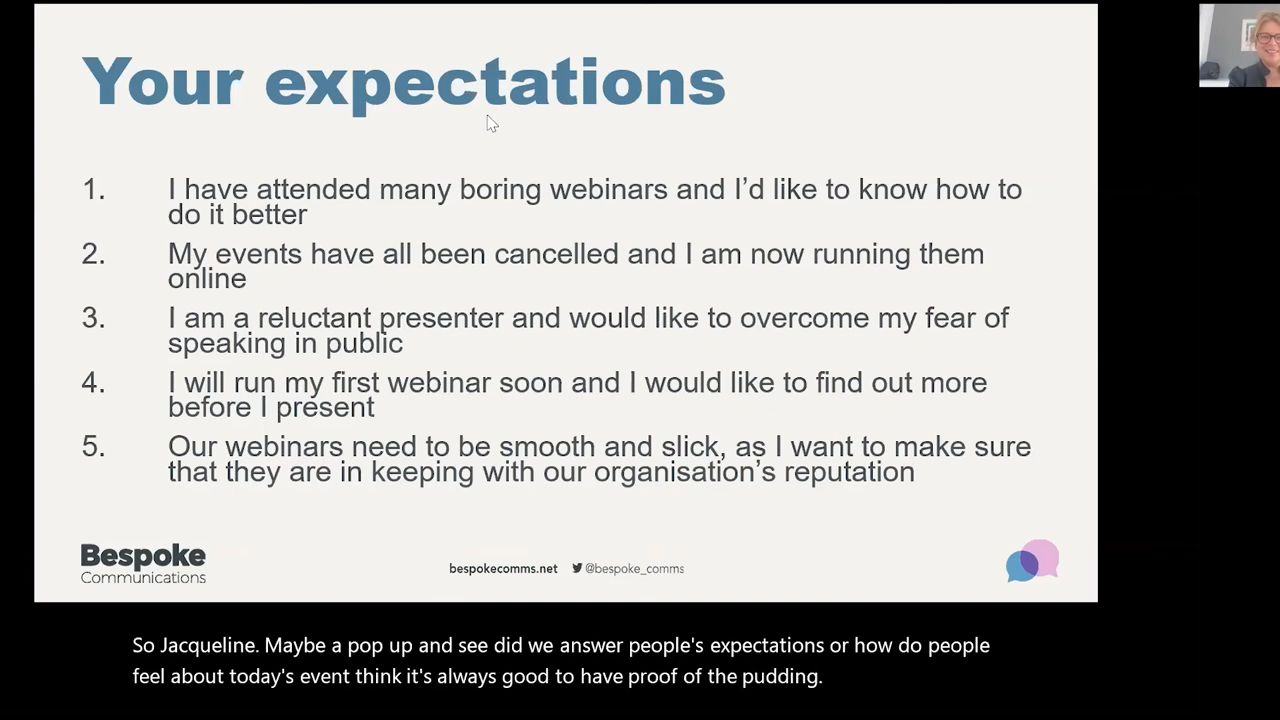 Your expectations
1. I have attended many boring webinars and I’d like to know how to
do it better
2. My events have all been cancelled and I am now running them
online
3. I am a reluctant presenter and would like to overcome my fear of
speaking in public
4. I will run my first webinar soon and I would like to find out more
before I present
5. Our webinars need to be smooth and slick, as I want to make sure
that they are in keeping with our organisation’s reputation
Bespoke
Communications
bespokecomms.net @bespoke_comms
So Jacqueline. Maybe a pop up and see did we answer people's expectations or how do people
feel about today's event think it's always good to have proof of the pudding.